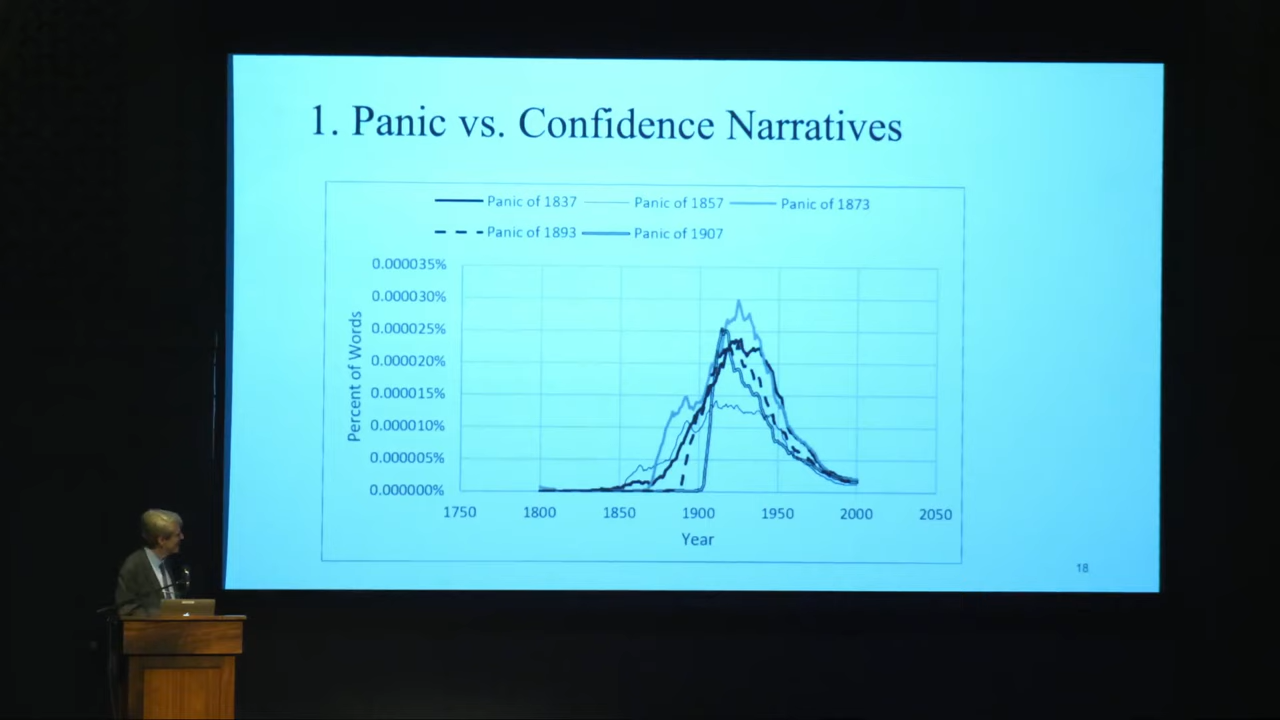 1. Panic vs. Confidence Narratives
Panic of 1837 Panic of 1857 Panic of 1873
Panic of 1893 Panic of 1907
0.000035%
0.000030%
0.000025%
0.000020%
0.000015%
0.000010%
0.000005%
0.000000%
Percent of Words
1750 1800 1850 1900 1950 2000 2050
Year
18